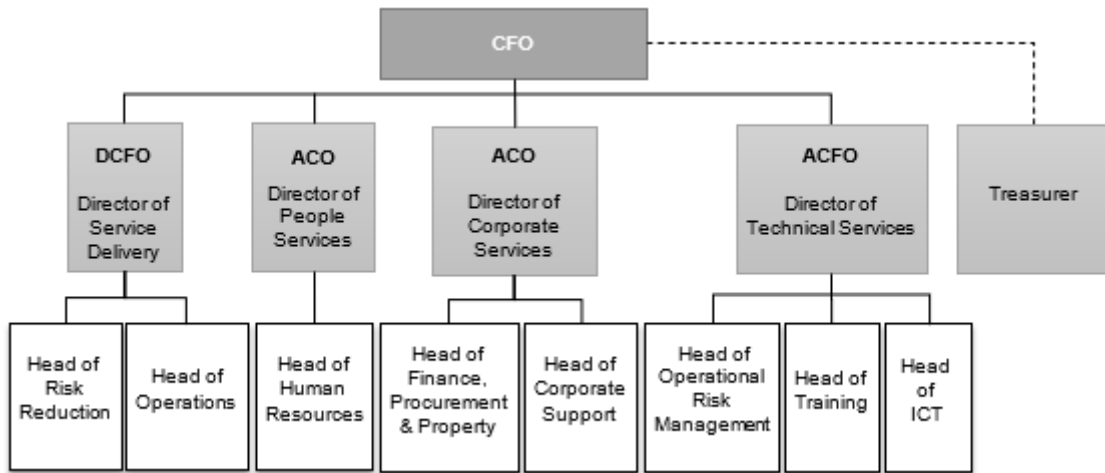 CFO
DCFO
Director of
Service
Delivery
ACO
Director of
People
Services
ACO
Director of
Corporate
Services
ACFO
Director of
Technical Services
Treasurer
Head of
Risk
Reduction
Head of
Operations
Head of
Human
Resources
Head of
Finance,
Procurement
& Property
Head of
Corporate
Support
Head of
Operational
Risk
Management
Head of
Training
Head
of
ICT